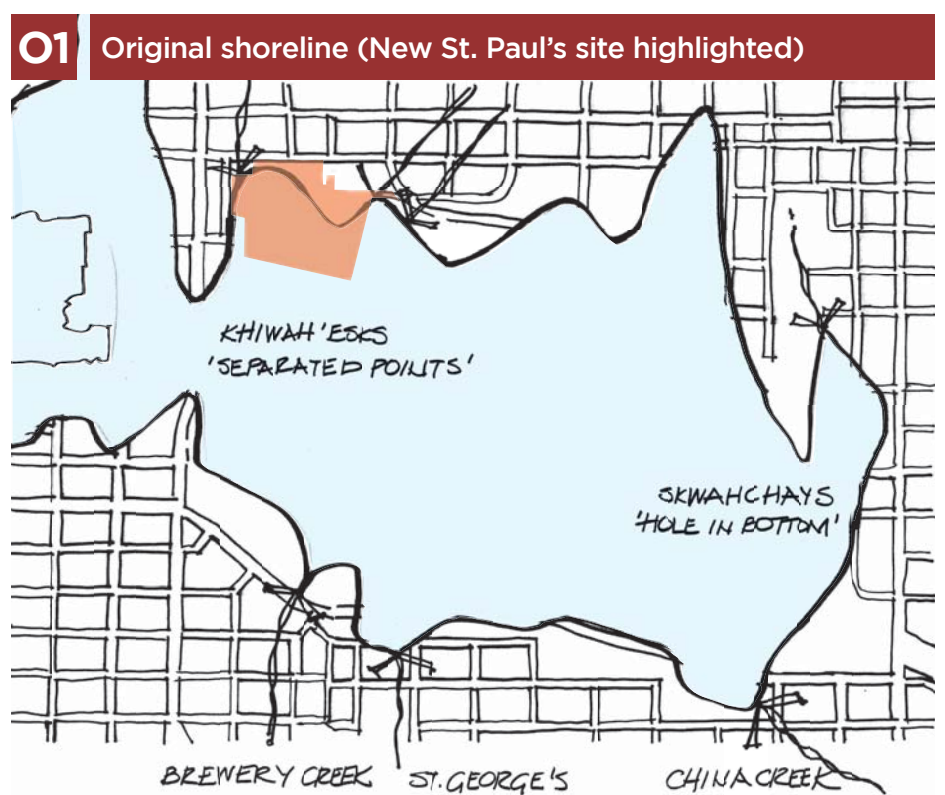 01 Original shoreline (New St. Paul's site highlighted)
KHIWAH'ESKS
'SEPARATED POINTS'
SKWAHCHAYS
'HOLE IN BOTTOM'
BREWERY CREEK
ST. GEORGE'S
CHINA CREEK